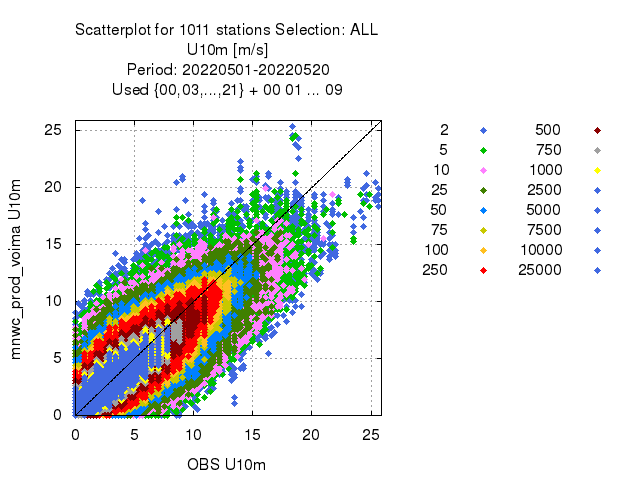 Scatterplot for 1011 stations Selection: ALL
U10m [m/s]
Period: 20220501-20220520
Used {00,03,...,21} + 00 01 ... 09
25
20
15
10
5
0
mnwc_prod_voima U10m
0 5 10 15 20 25
OBS U10m
2 500
5 750
10 1000
25 2500
50 5000
75 7500
100 10000
250 25000